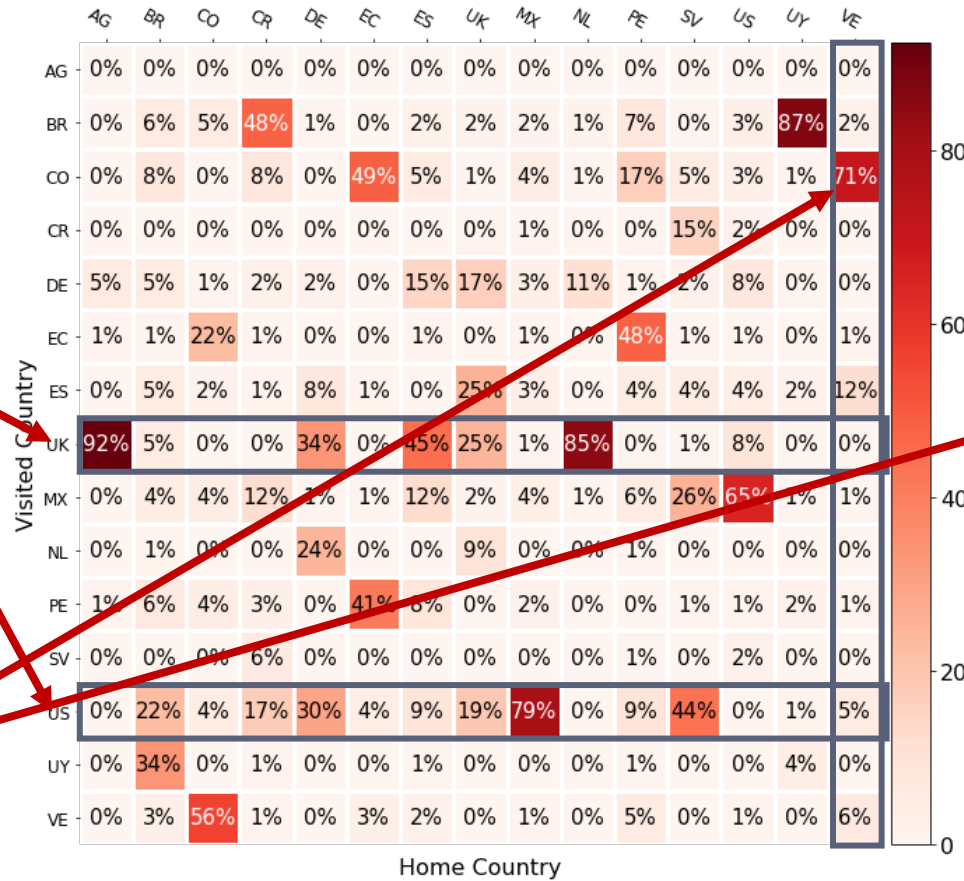 AG BR CO CR DE EC ES UK MX NL PE SV US UY VE
AG 0% 0% 0% 0% 0% 0% 0% 0% 0% 0% 0% 0% 0% 0% 0%
BR 0% 6% 5% 48% 1% 0% 2% 2% 2% 1% 7% 0% 3% 87% 2%
80
CO 0% 8% 0% 8% 0% 49% 5% 1% 4% 1% 17% 5% 3% 1% 71%
CR 0% 0% 0% 0% 0% 0% 0% 0% 1% 0% 0% 15% 2% 0% 0%
DE 5% 5% 1% 2% 2% 0% 15% 17% 3% 11% 1% 2% 8% 0% 0%
60
EC 1% 1% 22% 1% 0% 0% 1% 0% 1% 0% 48% 1% 1% 0% 1%
ES 0% 5% 2% 1% 8% 1% 0% 25% 3% 0% 4% 4% 4% 2% 12%
Visited Country
UK 92% 5% 0% 0% 34% 0% 45% 25% 1% 85% 0% 1% 8% 0% 0%
MX 0% 4% 4% 12% 1% 1% 12% 2% 4% 1% 6% 26% 65% 1% 1%
40
NL 0% 1% 0% 0% 24% 0% 0% 9% 0% 0% 1% 0% 0% 0% 0%
PE 1% 6% 4% 3% 0% 41% 8% 0% 2% 0% 0% 1% 1% 2% 1%
SV 0% 0% 0% 6% 0% 0% 0% 0% 0% 0% 1% 0% 2% 0% 0%
20
US 0% 22% 4% 17% 30% 4% 9% 19% 79% 0% 9% 44% 0% 1% 5%
UY 0% 34% 0% 1% 0% 0% 1% 0% 0% 0% 1% 0% 0% 4% 0%
VE 0% 3% 56% 1% 0% 3% 2% 0% 1% 0% 5% 0% 1% 0% 6%
0
Home Country